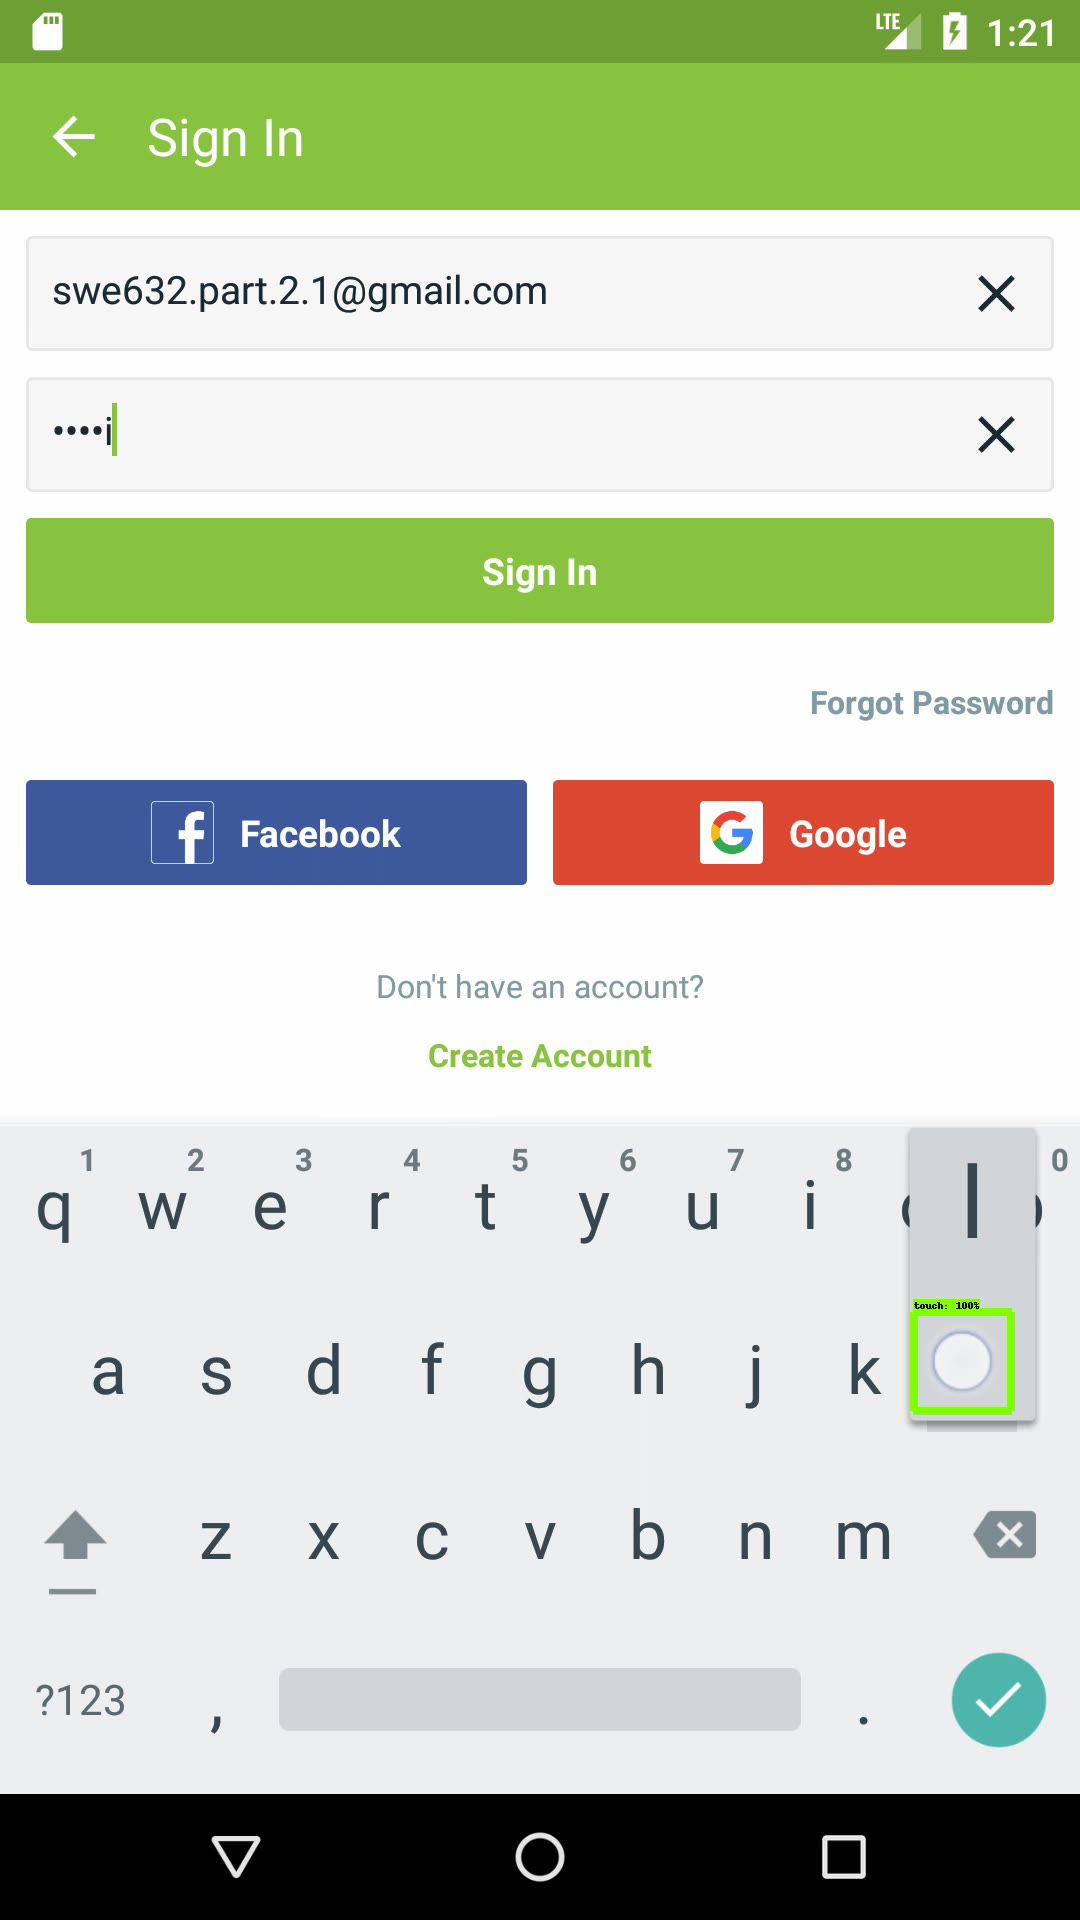 LTE 1:21
Sign In
swe632.part.2.1@gmail.com
••••i
Sign In
Forgot Password
Facebook Google
Don't have an account?
Create Account
1 2 3 4 5 6 7 8 0
q w e r t y u i l
touch: 100%
a s d f g h j k
z x c v b n m
?123 , .